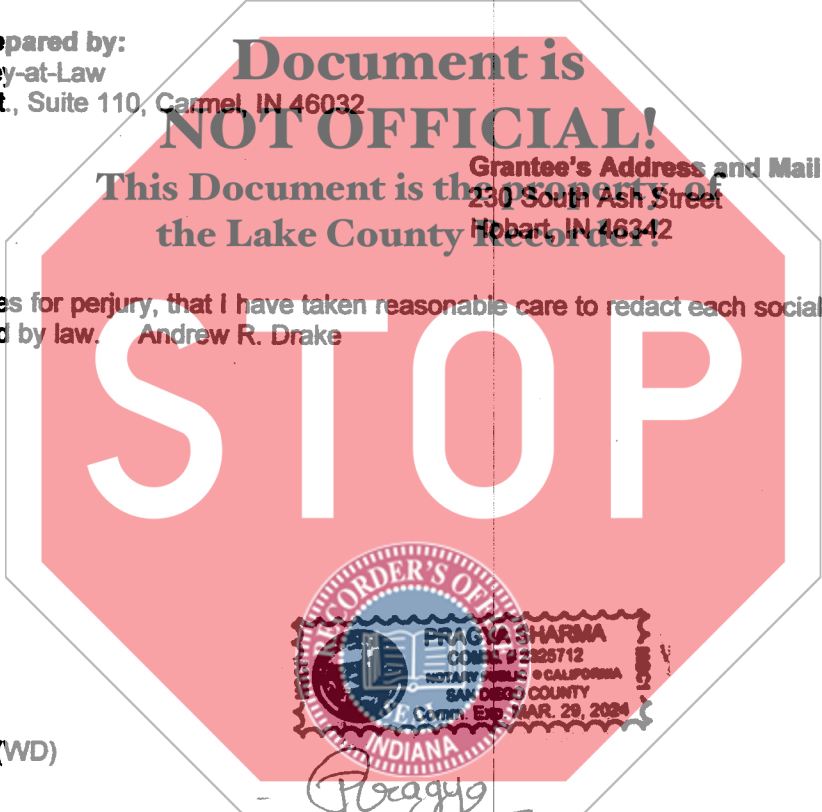 pared by:
Document is
y-at-Law
t., Suite 110, Carmel, IN 46032
NOT OFFICIAL!
Grantee's Address and Mail
This Document is the property of
230 South Ash Street
the Lake County Recorder!
Hobart, IN 46342
es for perjury, that I have taken reasonable care to redact each social
d by law. Andrew R. Drake
STOP
RECORDER'S OFFICE
PRAGYA SHARMA
COMM. # 2325712
NOTARY PUBLIC CALIFORNIA
SAN DIEGO COUNTY
Comm. Exp. MAR. 29, 2024
SEAL
INDIANA
(WD)
Pragya